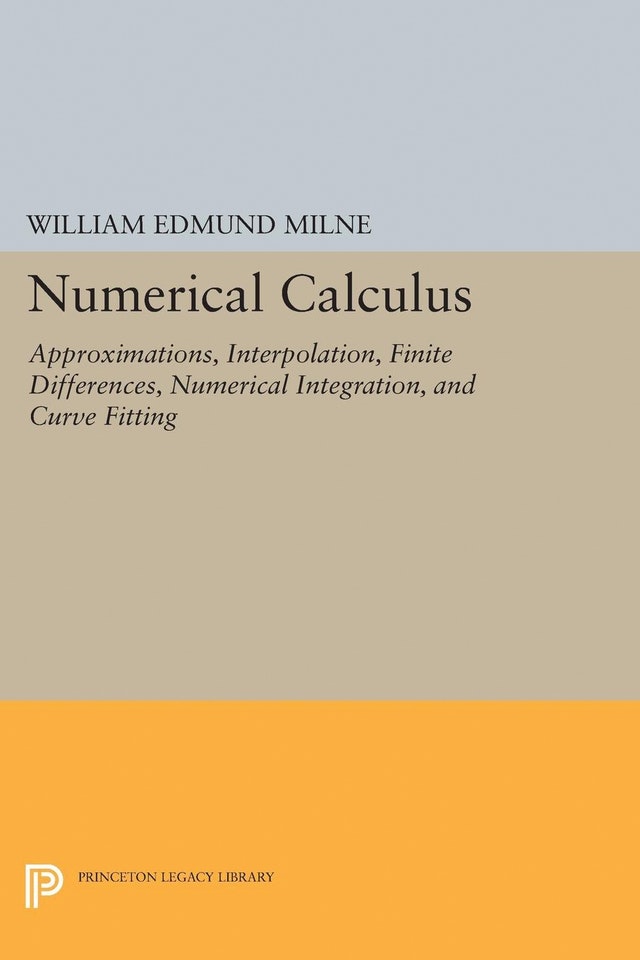 WILLIAM EDMUND MILNE
Numerical Calculus
Approximations, Interpolation, Finite
Differences, Numerical Integration, and
Curve Fitting
PRINCETON LEGACY LIBRARY